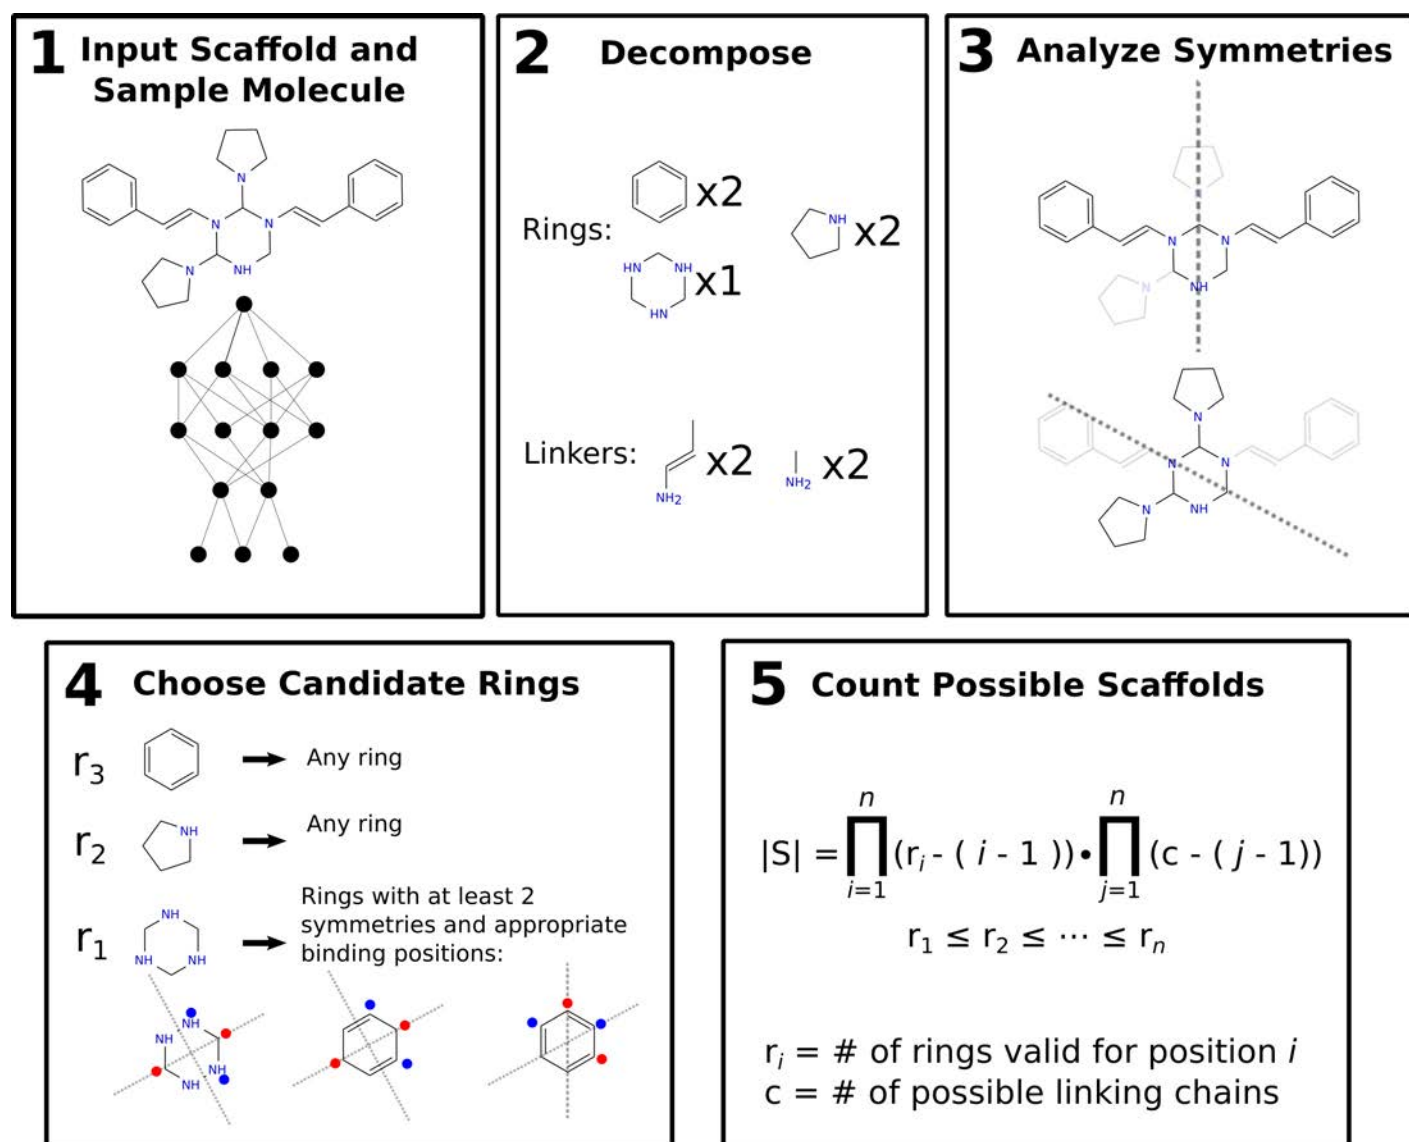 1 Input Scaffold and
Sample Molecule
N
N
N
N
NH
2 Decompose
Rings:
x2
NH
x2
HN
NH
HN
x1
Linkers:
NH2
x2
NH2
x2
3 Analyze Symmetries
N
N
N
N
NH
N
N
N
N
NH
4 Choose Candidate Rings
r3
Any ring
r2
NH
Any ring
r1
NH
NH
NH
Rings with at least 2
symmetries and appropriate
binding positions:
NH
NH
NH
NH
5 Count Possible Scaffolds
|S| = ∏ i=1 n (ri - ( i - 1 )) • ∏ j=1 n (c - ( j - 1))
r1 ≤ r2 ≤ ⋯ ≤ rn
ri = # of rings valid for position i
c = # of possible linking chains